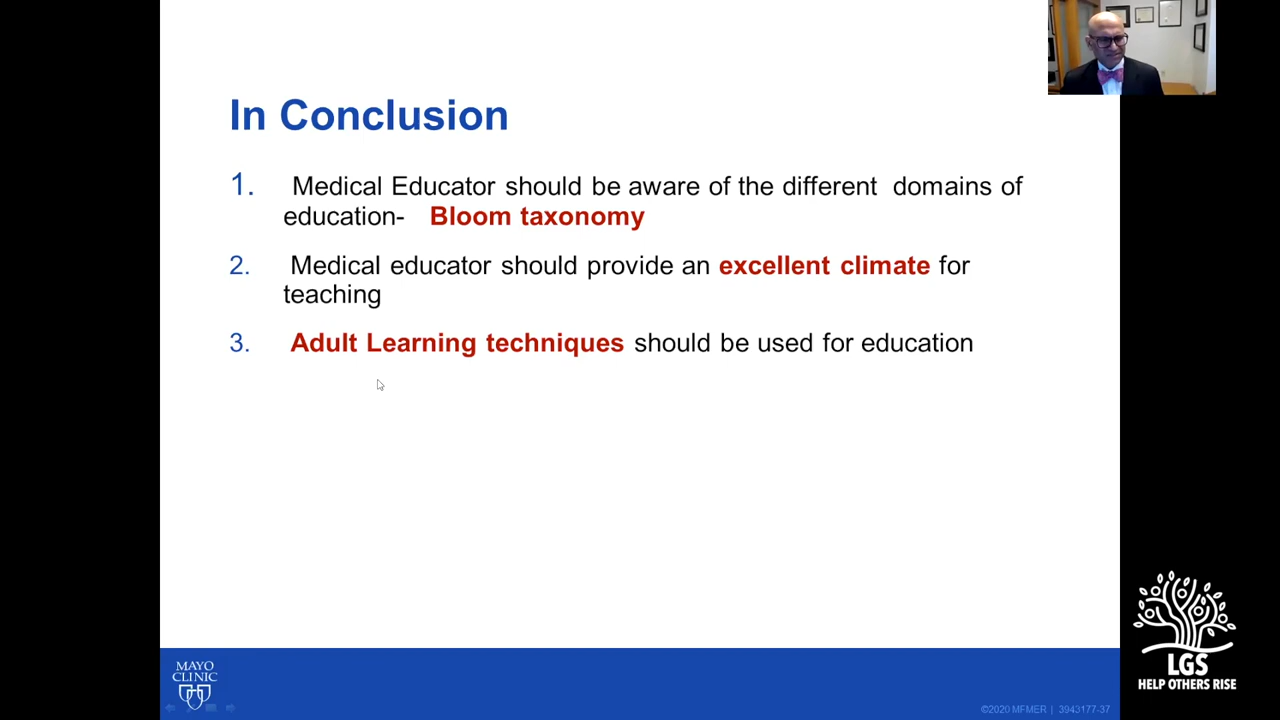 In Conclusion
1. Medical Educator should be aware of the different domains of
education- Bloom taxonomy
2. Medical educator should provide an excellent climate for
teaching
3. Adult Learning techniques should be used for education
MAYO
CLINIC
©2020 MFMER | 3943177-37
LGS
HELP OTHERS RISE